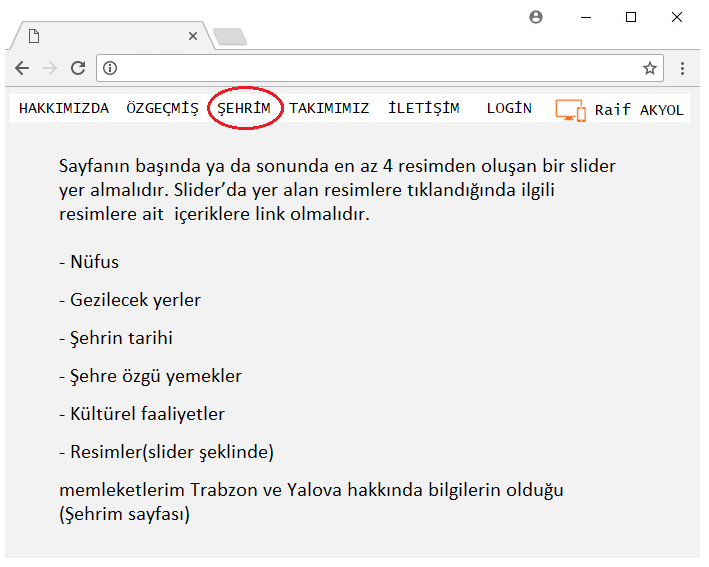 HAKKIMIZDA ÖZGEÇMİŞ ŞEHRİM TAKIMIMIZ İLETİŞİM LOGİN Raif AKYOL
Sayfanın başında ya da sonunda en az 4 resimden oluşan bir slider
yer almalıdır. Slider’da yer alan resimlere tıklandığında ilgili
resimlere ait içeriklere link olmalıdır.
- Nüfus
- Gezilecek yerler
- Şehrin tarihi
- Şehre özgü yemekler
- Kültürel faaliyetler
- Resimler(slider şeklinde)
memleketlerim Trabzon ve Yalova hakkında bilgilerin olduğu
(Şehrim sayfası)